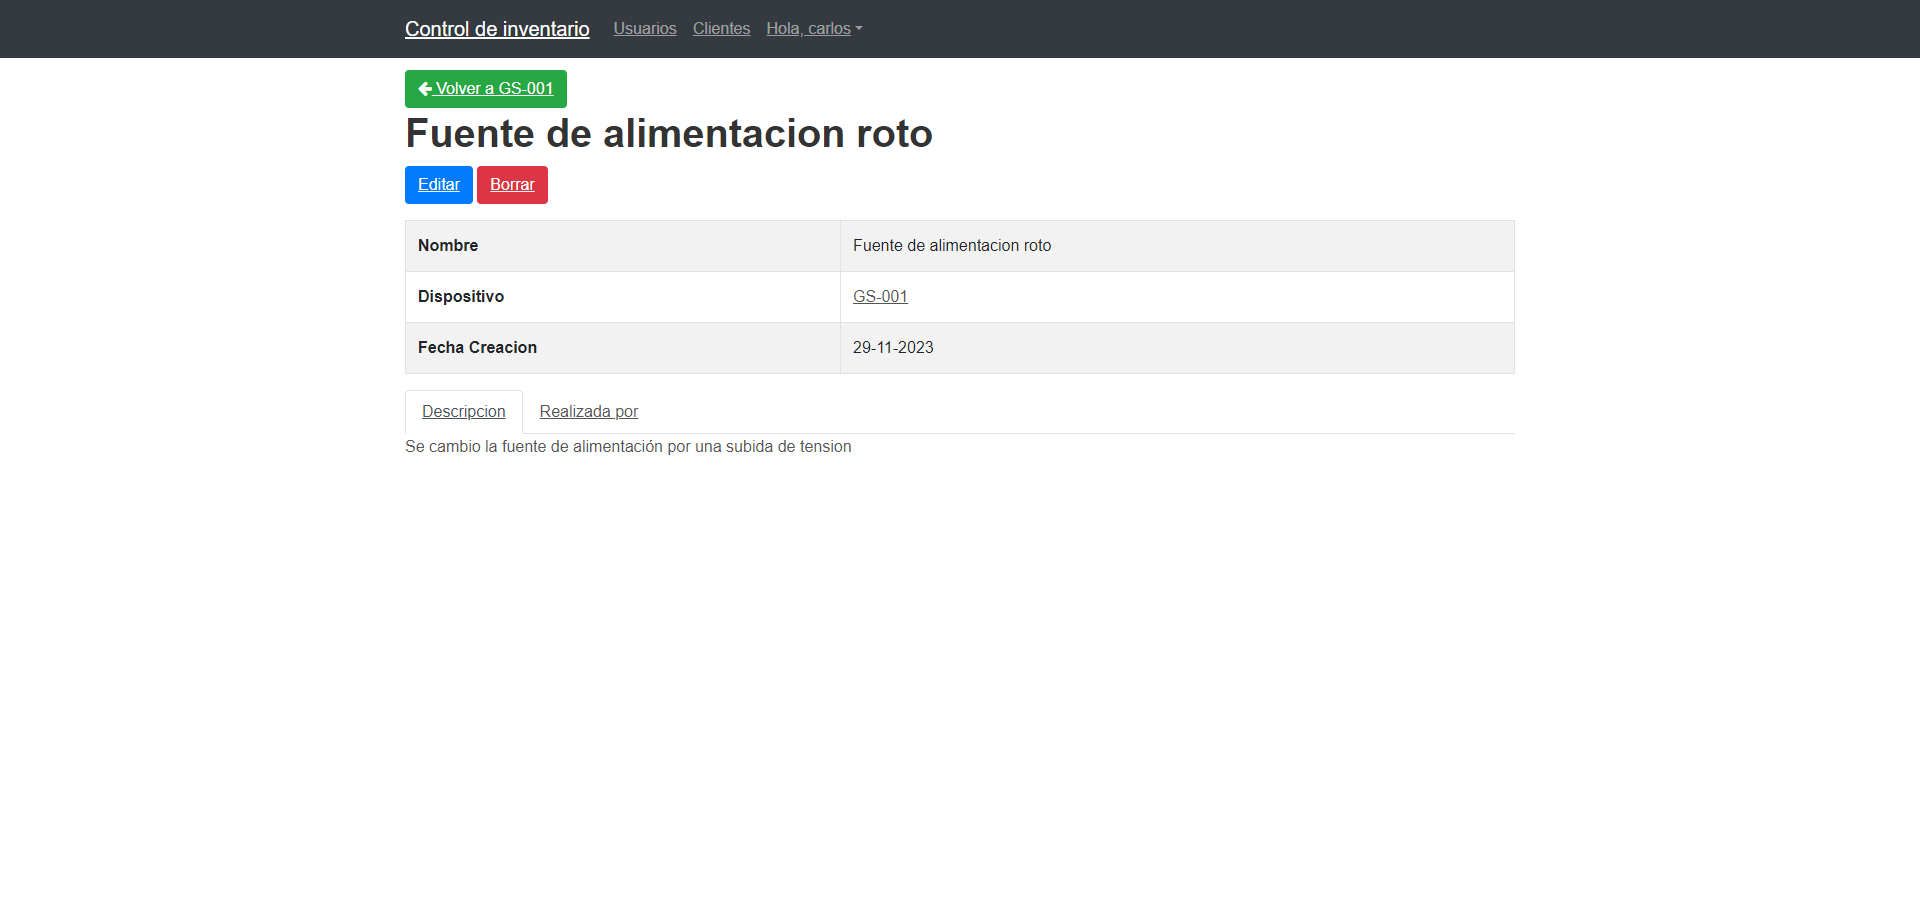 Control de inventario Usuarios Clientes Hola, carlos
Volver a GS-001
Fuente de alimentacion roto
Editar Borrar
Nombre Fuente de alimentacion roto
Dispositivo GS-001
Fecha Creacion 29-11-2023
Descripcion Realizada por
Se cambio la fuente de alimentación por una subida de tension